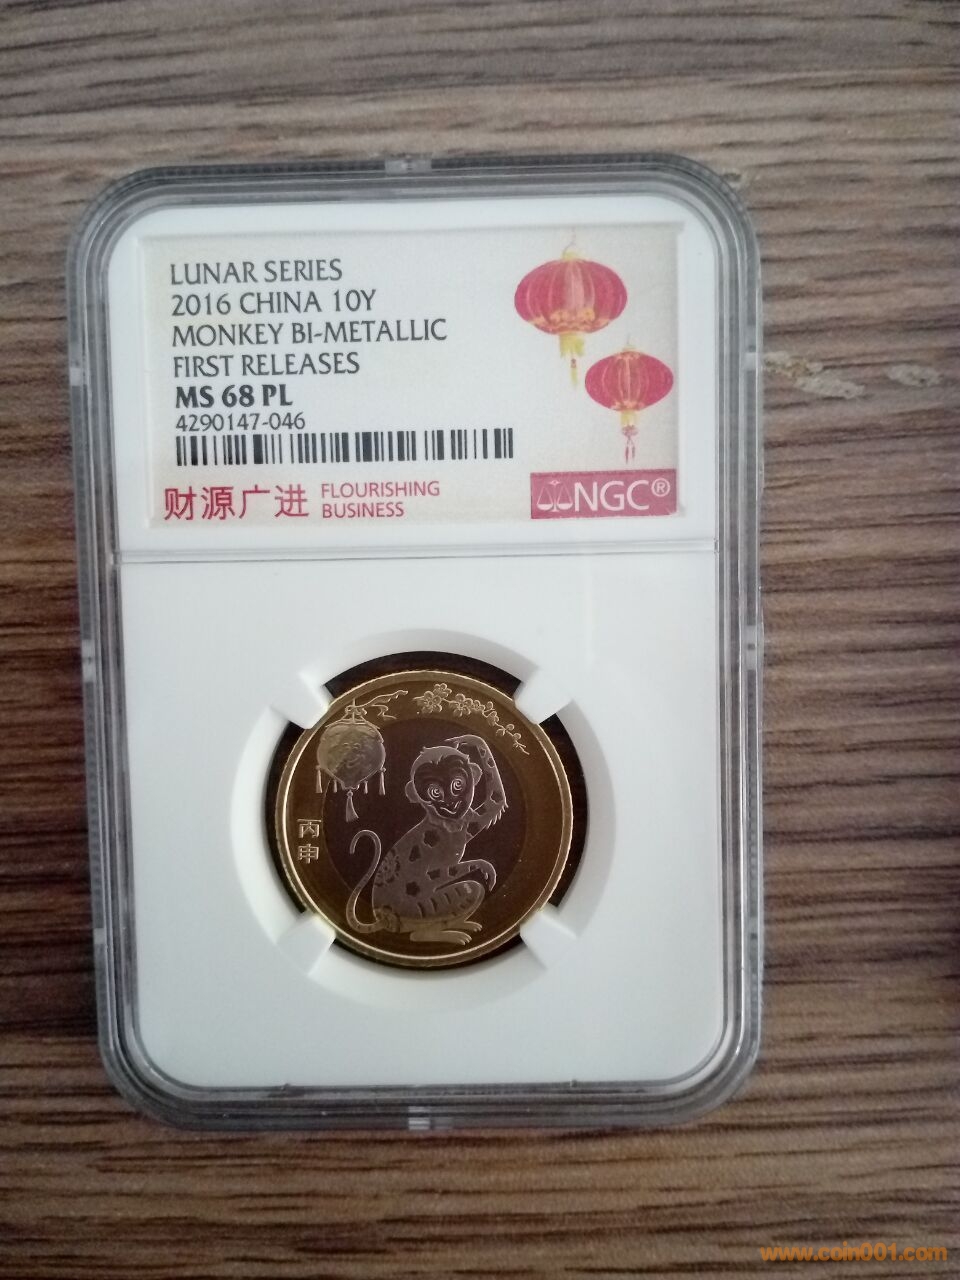 LUNAR SERIES
2016 CHINA 10Y
MONKEY BI-METALLIC
FIRST RELEASES
MS 68 PL
4290147-046
财源广进 FLOURISHING
BUSINESS
NGC®
丙申
www.coin001.com